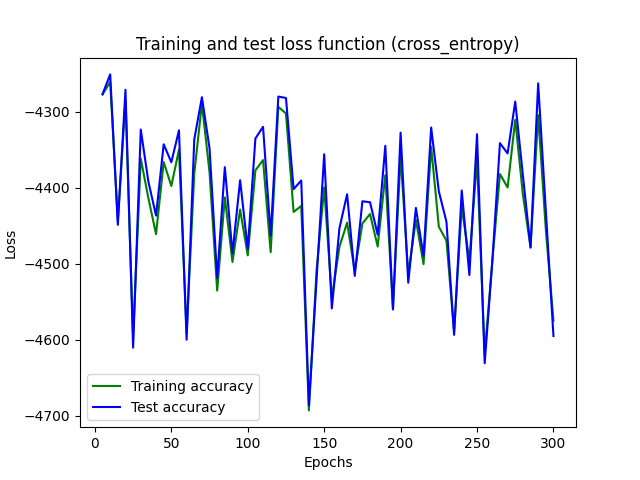 Training and test loss function (cross_entropy)
−4300
−4400
−4500
−4600
−4700
Loss
Training accuracy
Test accuracy
0
50
100
150
200
250
300
Epochs